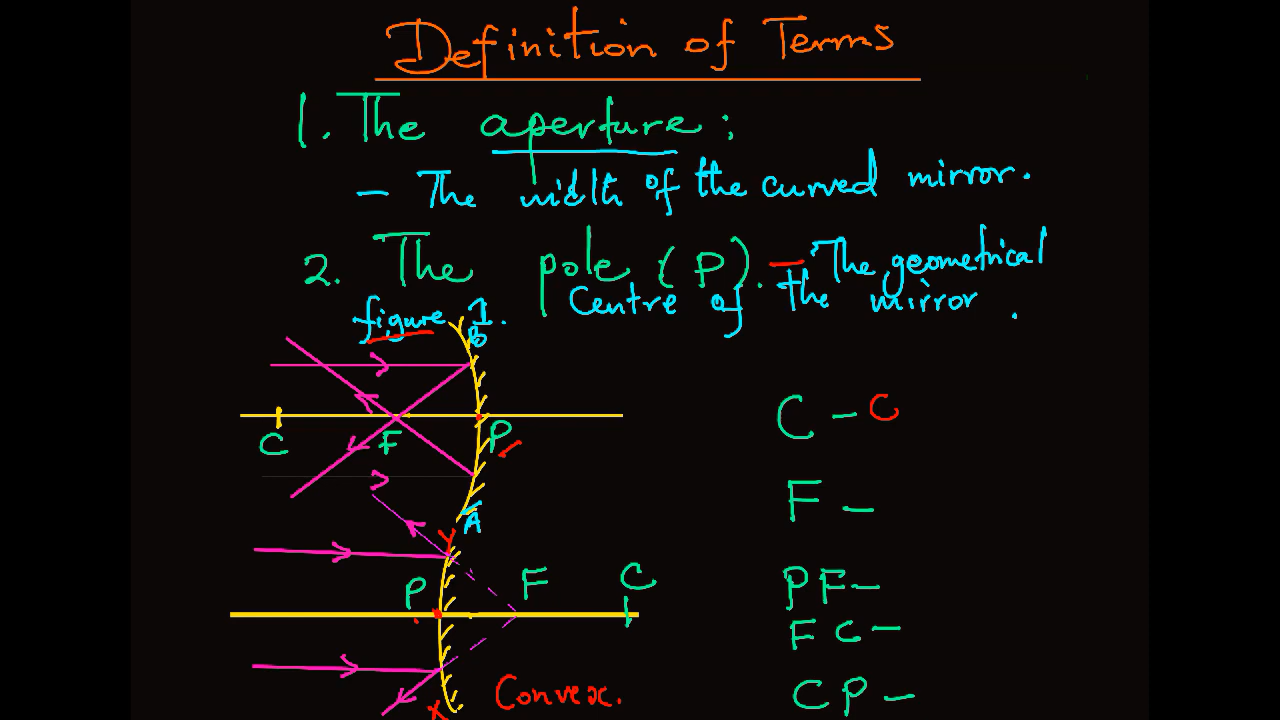 Definition of Terms
1. The aperture:
- The width of the curved mirror.
2. The pole (P). - The geometrical
Centre of the mirror.
figure 1.
B
C F P
A
Y
P F C
X
Convex.
C - C
F -
PF -
FC -
CP -